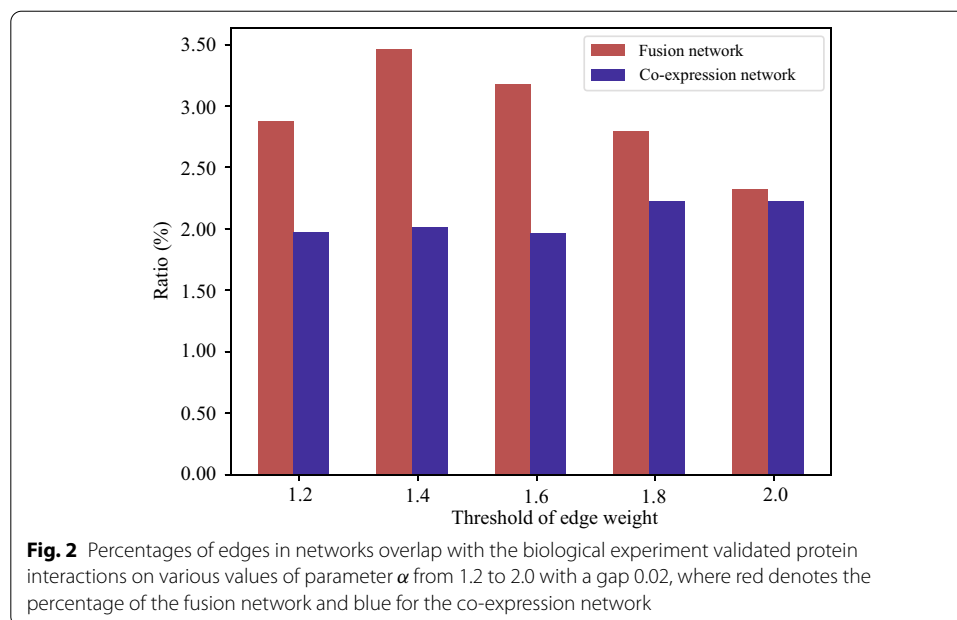 3.50
3.00
2.50
2.00
1.50
1.00
0.50
0.00
Ratio (%)
Fusion network
Co-expression network
1.2 1.4 1.6 1.8 2.0
Threshold of edge weight
Fig. 2 Percentages of edges in networks overlap with the biological experiment validated protein
interactions on various values of parameter α from 1.2 to 2.0 with a gap 0.02, where red denotes the
percentage of the fusion network and blue for the co-expression network